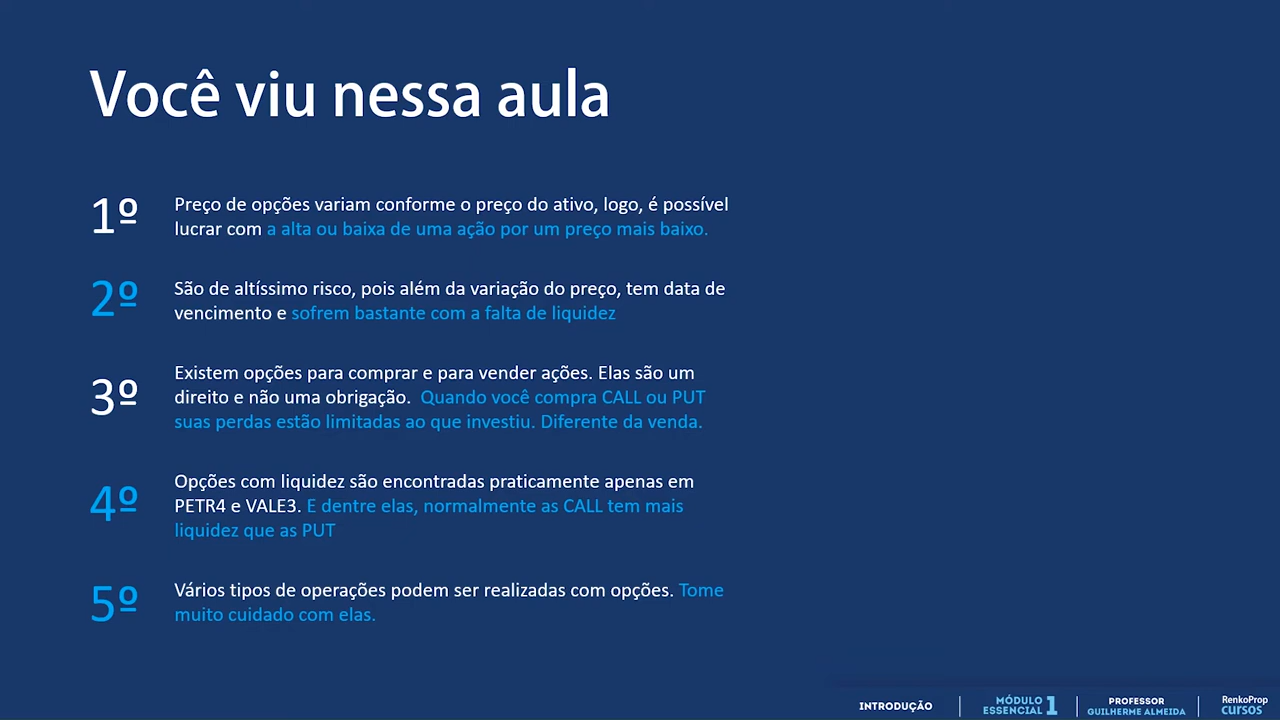 Você viu nessa aula
1º
Preço de opções variam conforme o preço do ativo, logo, é possível
lucrar com a alta ou baixa de uma ação por um preço mais baixo.
2º
São de altíssimo risco, pois além da variação do preço, tem data de
vencimento e sofrem bastante com a falta de liquidez
3º
Existem opções para comprar e para vender ações. Elas são um
direito e não uma obrigação. Quando você compra CALL ou PUT
suas perdas estão limitadas ao que investiu. Diferente da venda.
4º
Opções com liquidez são encontradas praticamente apenas em
PETR4 e VALE3. E dentre elas, normalmente as CALL tem mais
liquidez que as PUT
5º
Vários tipos de operações podem ser realizadas com opções. Tome
muito cuidado com elas.
INTRODUÇÃO
MÓDULO
ESSENCIAL 1
PROFESSOR
GUILHERME ALMEIDA
RenkoProp
cursos